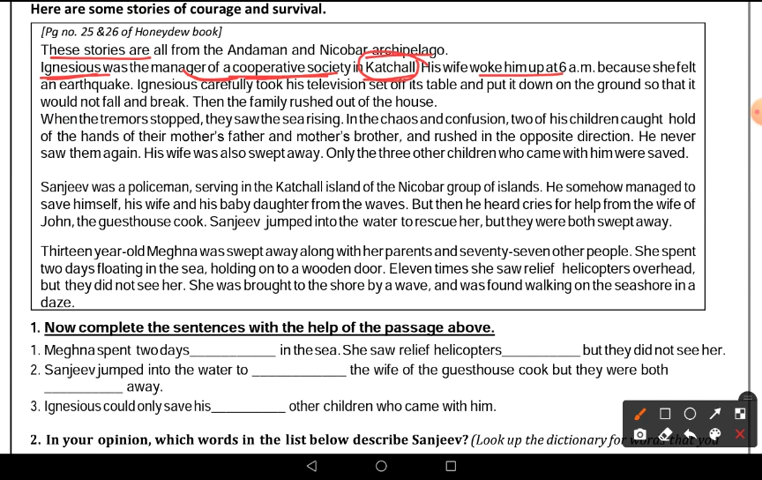 Here are some stories of courage and survival.
[Pg no. 25 &26 of Honeydew book]
These stories are all from the Andaman and Nicobar archipelago.
Ignesious was the manager of a cooperative society in Katchall. His wife woke him up at 6 a.m. because she felt
an earthquake. Ignesious carefully took his television set off its table and put it down on the ground so that it
would not fall and break. Then the family rushed out of the house.
When the tremors stopped, they saw the sea rising. In the chaos and confusion, two of his children caught hold
of the hands of their mother's father and mother's brother, and rushed in the opposite direction. He never
saw them again. His wife was also swept away. Only the three other children who came with him were saved.
Sanjeev was a policeman, serving in the Katchall island of the Nicobar group of islands. He somehow managed to
save himself, his wife and his baby daughter from the waves. But then he heard cries for help from the wife of
John, the guesthouse cook. Sanjeev jumped into the water to rescue her, but they were both swept away.
Thirteen year-old Meghna was swept away along with her parents and seventy-seven other people. She spent
two days floating in the sea, holding on to a wooden door. Eleven times she saw relief helicopters overhead,
but they did not see her. She was brought to the shore by a wave, and was found walking on the seashore in a
daze.
1. Now complete the sentences with the help of the passage above.
1. Meghna spent two days____________ in the sea. She saw relief helicopters___________ but they did not see her.
2. Sanjeev jumped into the water to _____________ the wife of the guesthouse cook but they were both
___________ away.
3. Ignesious could only save his__________ other children who came with him.
2. In your opinion, which words in the list below describe Sanjeev? (Look up the dictionary for words that you